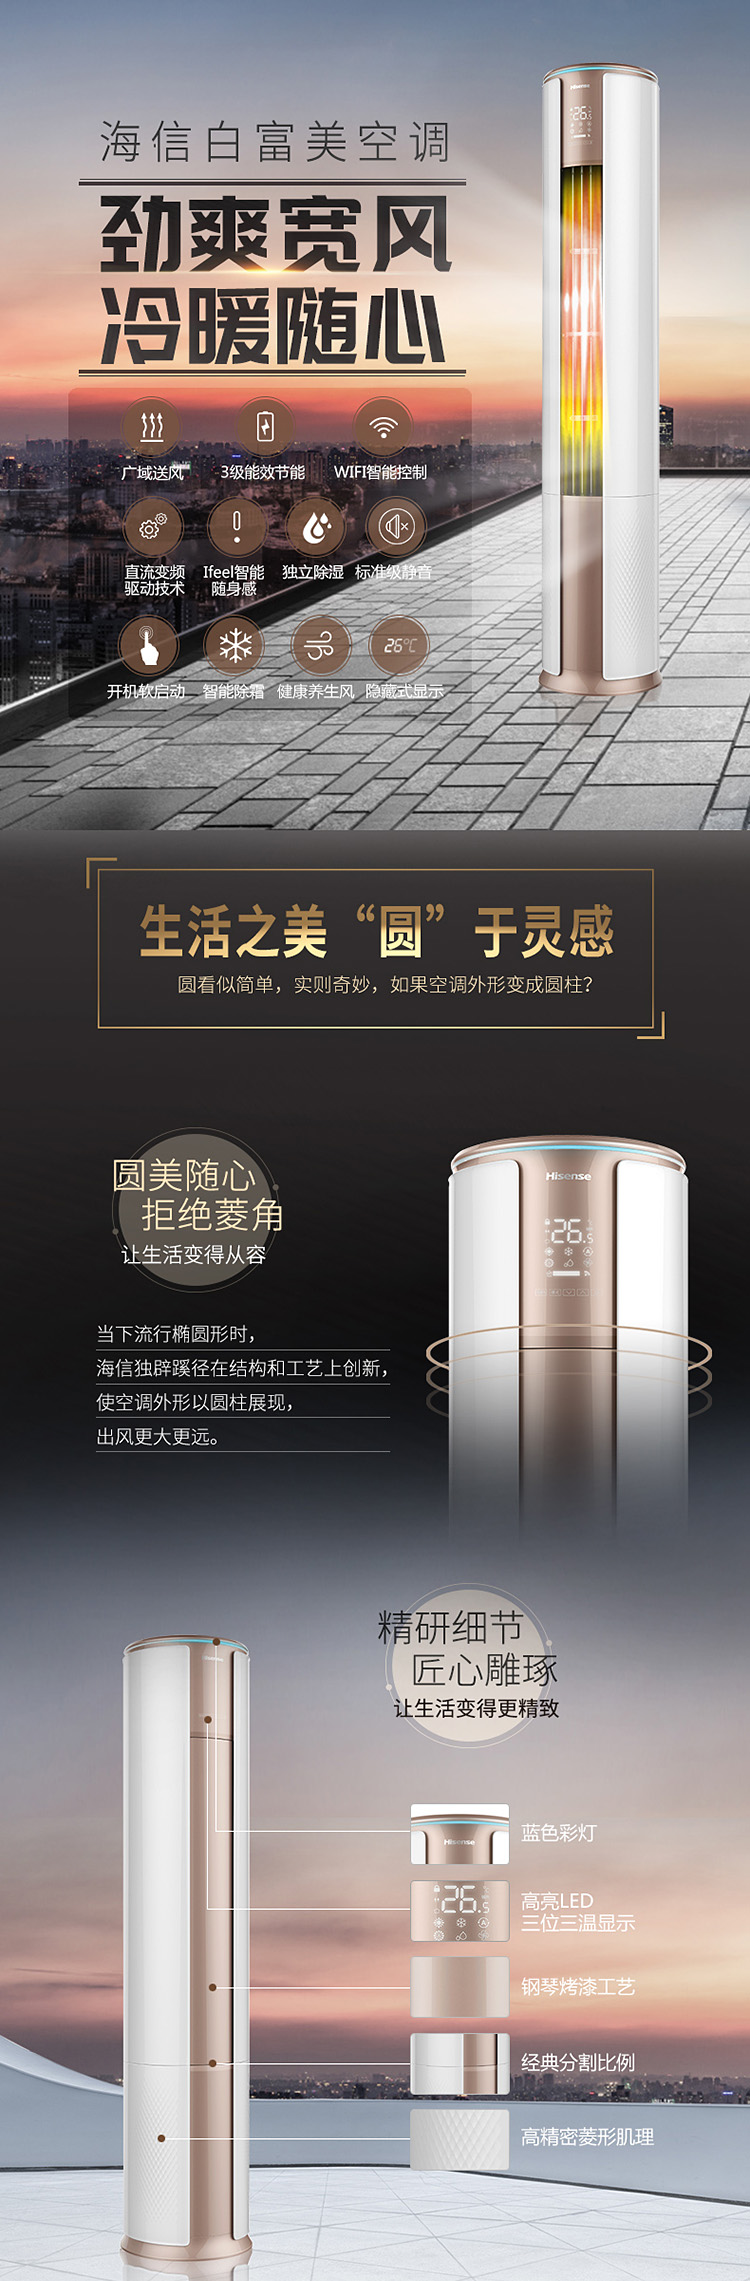 海信白富美空调
劲爽宽风
冷暖随心
广域送风
3级能效节能
WIFI智能控制
直流变频
驱动技术
Ifeel智能
随身感
独立除湿
标准级静音
26°C
开机软启动
智能除霜
健康养生风
隐藏式显示
Hisense
26.5
生活之美“圆”于灵感
圆看似简单，实则奇妙，如果空调外形变成圆柱？
圆美随心
拒绝菱角
让生活变得从容
当下流行椭圆形时，
海信独辟蹊径在结构和工艺上创新，
使空调外形以圆柱展现，
出风更大更远。
Hisense
26.5
精研细节
匠心雕琢
让生活变得更精致
Hisense
Hisense
蓝色彩灯
26.5
高亮LED
三位三温显示
钢琴烤漆工艺
经典分割比例
高精密菱形肌理